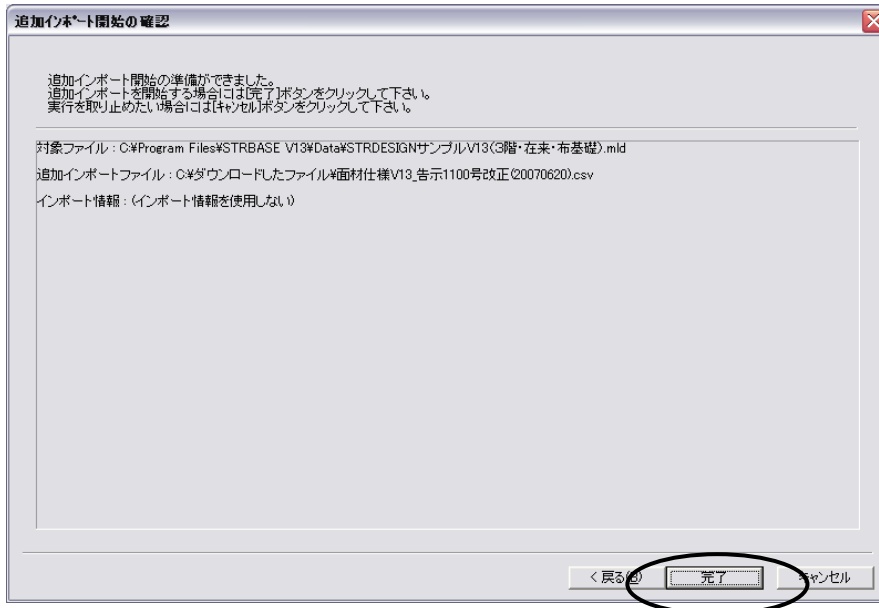 追加ｲﾝﾎﾟｰﾄ開始の確認
追加インポート開始の準備ができました。
追加インポートを開始する場合には[完了]ボタンをクリックして下さい。
実行を取り止めたい場合には[ｷｬﾝｾﾙ]ボタンをクリックして下さい。
対象ファイル : C:¥Program Files¥STRBASE V13¥Data¥STRDESIGNサンプルV13(3階・在来・布基礎).mld
追加インポートファイル : C:¥ダウンロードしたファイル¥面材仕様V13_告示1100号改正(20070620).csv
インポート情報 : (インポート情報を使用しない)
< 戻る(B) 完了 キャンセル